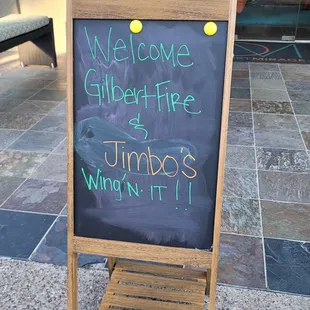 Welcome
Gilbert Fire
&
Jimbo's
Wing'N IT!!